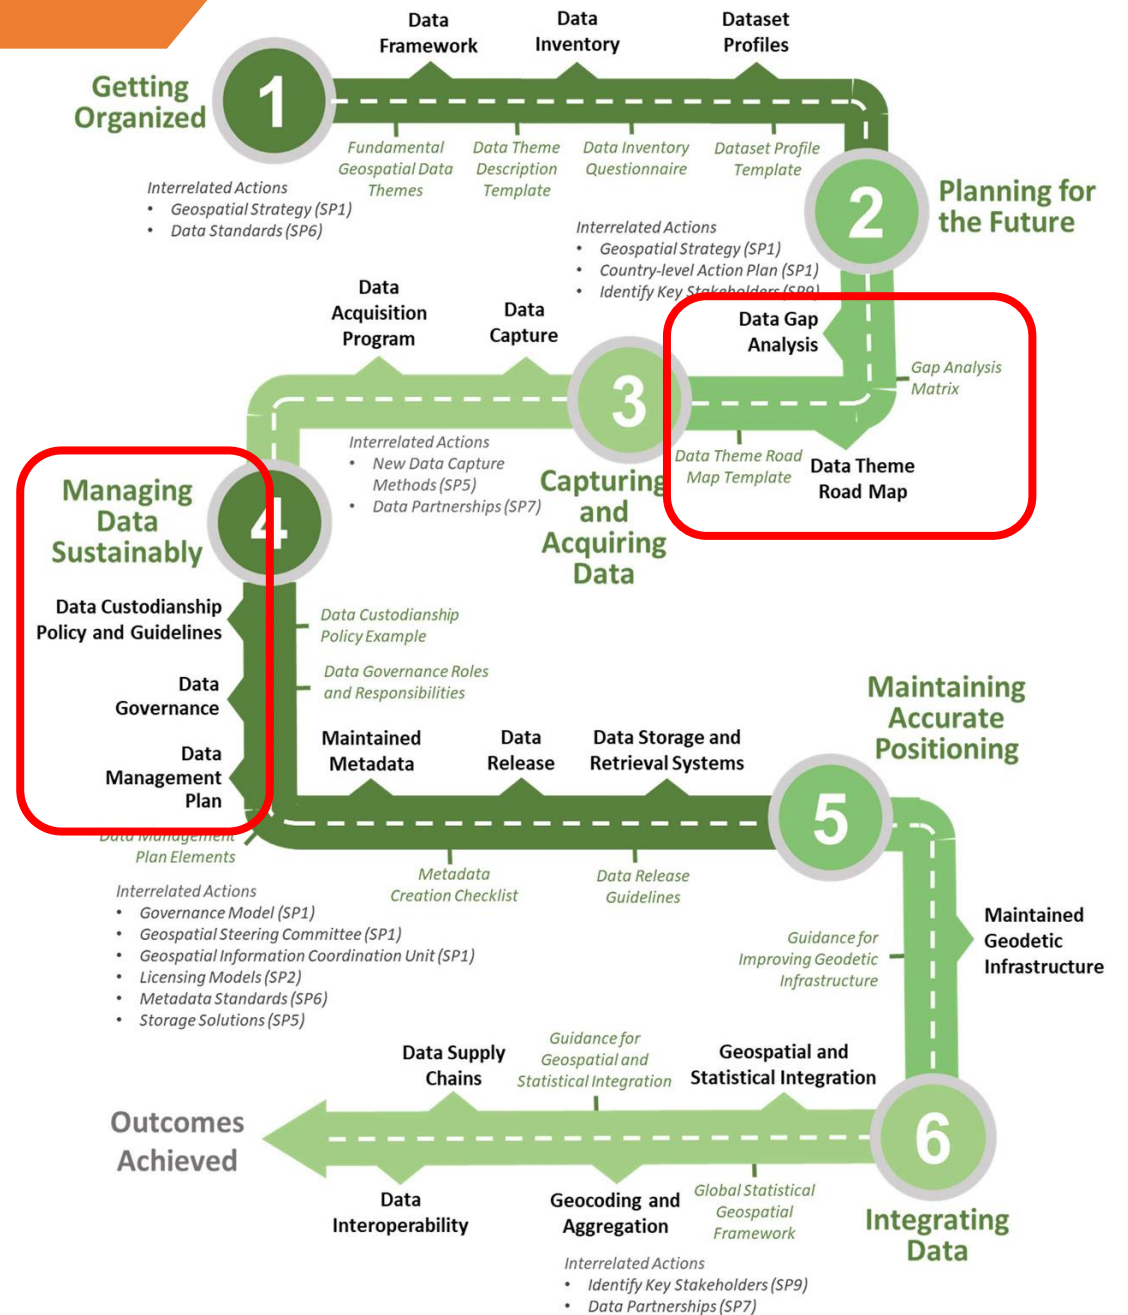 Data
Framework
Data
Inventory
Dataset
Profiles
Getting
Organized
1
Fundamental
Geospatial Data
Themes
Data Theme
Description
Template
Data Inventory
Questionnaire
Dataset Profile
Template
Interrelated Actions
• Geospatial Strategy (SP1)
• Data Standards (SP6)
2
Planning for
the Future
Interrelated Actions
• Geospatial Strategy (SP1)
• Country-level Action Plan (SP1)
• Identify Key Stakeholders (SP9)
Data Gap
Analysis
Gap Analysis
Matrix
Data Theme Road
Map Template
Data Theme
Road Map
3
Capturing
and
Acquiring
Data
Data
Capture
Data
Acquisition
Program
Interrelated Actions
• New Data Capture
Methods (SP5)
• Data Partnerships (SP7)
Managing
Data
Sustainably
4
Data Custodianship
Policy and Guidelines
Data Custodianship
Policy Example
Data
Governance
Data Governance Roles
and Responsibilities
Data
Management
Plan
Data Management
Plan Elements
Maintained
Metadata
Data
Release
Data Storage and
Retrieval Systems
Metadata
Creation Checklist
Data Release
Guidelines
Interrelated Actions
• Governance Model (SP1)
• Geospatial Steering Committee (SP1)
• Geospatial Information Coordination Unit (SP1)
• Licensing Models (SP2)
• Metadata Standards (SP6)
• Storage Solutions (SP5)
Maintaining
Accurate
Positioning
5
Guidance for
Improving Geodetic
Infrastructure
Maintained
Geodetic
Infrastructure
6
Integrating
Data
Geospatial and
Statistical Integration
Guidance for
Geospatial and
Statistical Integration
Data Supply
Chains
Global Statistical
Geospatial
Framework
Geocoding and
Aggregation
Data
Interoperability
Interrelated Actions
• Identify Key Stakeholders (SP9)
• Data Partnerships (SP7)
Outcomes
Achieved